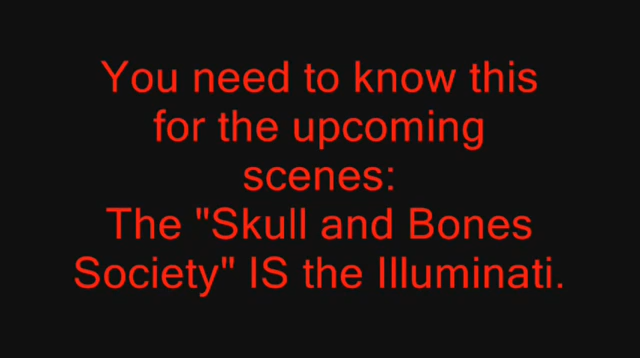 You need to know this
for the upcoming
scenes:
The "Skull and Bones
Society" IS the Illuminati.